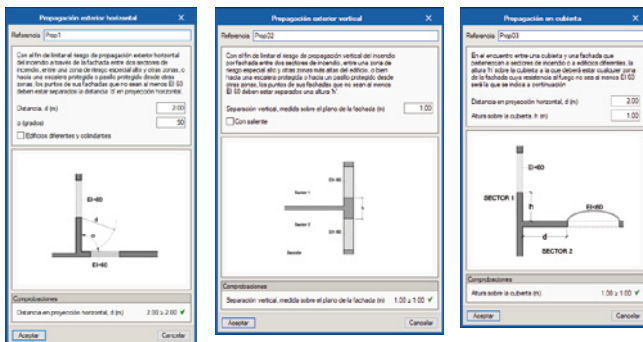 Propagación exterior horizontal
Referencia Prop1
Con el fin de limitar el riesgo de propagación exterior horizontal
del incendio a través de la fachada entre dos sectores de
incendio, entre una zona de riesgo especial alto y otras zonas, o
hacia una escalera protegida o pasillo protegido desde otras
zonas, los puntos de sus fachadas que no sean al menos EI 60
deben estar separados la distancia 'd' en proyección horizontal.
Distancia, d (m) 2.00
α (grados) 90
Edificios diferentes y colindantes
EI<60
d
α
EI<60
Comprobaciones
Distancia en proyección horizontal, d (m) 2.00 ≥ 2.00
Aceptar
Cancelar
Propagación exterior vertical
Referencia Prop02
Con el fin de limitar el riesgo de propagación vertical del incendio
por fachada entre dos sectores de incendio, entre una zona de
riesgo especial alto y otras zonas más altas del edificio, o bien
hacia una escalera protegida o hacia un pasillo protegido desde
otras zonas, los puntos de sus fachadas que no sean al menos
EI 60 deben estar separados una altura 'h'.
Separación vertical, medida sobre el plano de la fachada (m) 1.00
Con saliente
EI<60
Sector 1
h
Sector 2
EI<60
Sección
Comprobaciones
Separación vertical, medida sobre el plano de la fachada (m) 1.00 ≥ 1.00
Aceptar
Cancelar
Propagación en cubierta
Referencia Prop03
En el encuentro entre una cubierta y una fachada que
pertenezcan a sectores de incendio o a edificios diferentes, la
altura 'h' sobre la cubierta a la que deberá estar cualquier zona
de fachada cuya resistencia al fuego no sea al menos EI 60
será la que se indica a continuación
Distancia en proyección horizontal, d (m) 2.00
Altura sobre la cubierta, h (m) 1.00
EI<60
SECTOR 1
h
EI<60
d
SECTOR 2
Comprobaciones
Altura sobre la cubierta (m) 1.00 ≥ 1.00
Aceptar
Cancelar